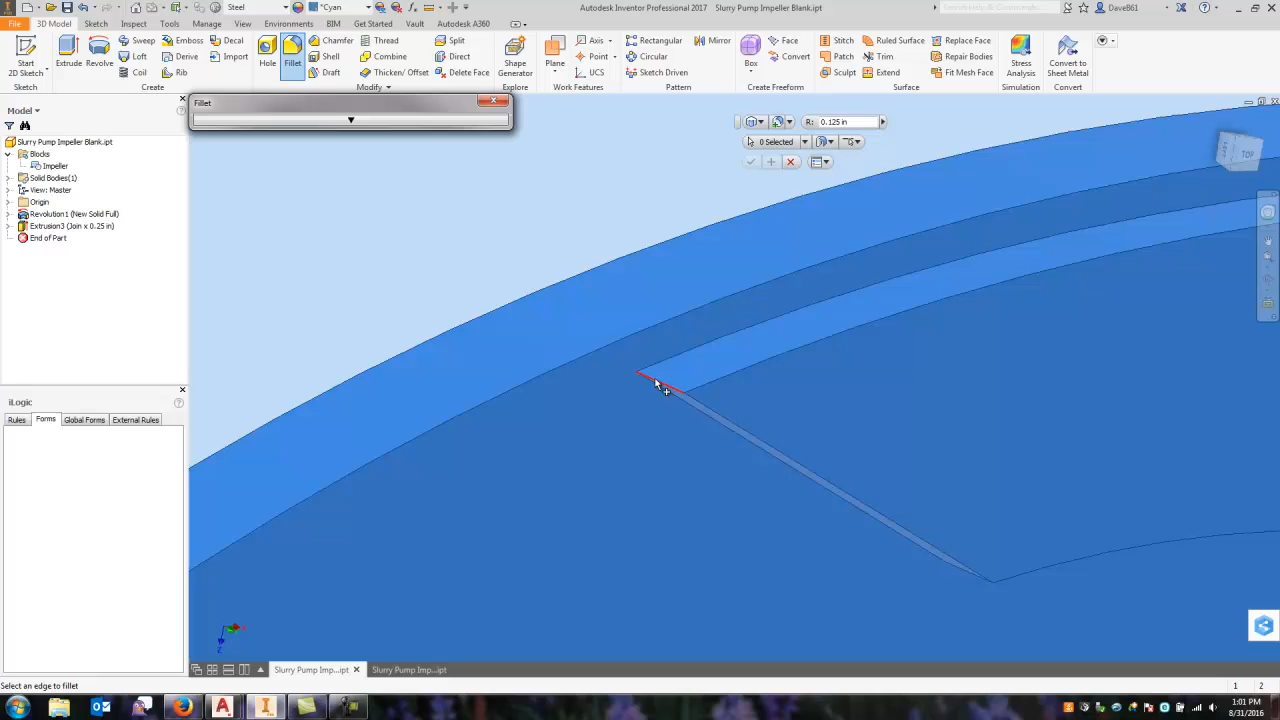 Steel
*Cyan
Autodesk Inventor Professional 2017 Slurry Pump Impeller Blank.ipt
DaveB61
File 3D Model Sketch Inspect Tools Manage View Environments BIM Get Started Vault Autodesk A360
Start
2D Sketch
Extrude
Revolve
Sweep
Loft
Coil
Emboss
Derive
Rib
Decal
Import
Hole
Fillet
Chamfer
Shell
Draft
Thread
Combine
Thicken/ Offset
Split
Direct
Delete Face
Shape
Generator
Plane
Axis
Point
UCS
Rectangular
Circular
Sketch Driven
Mirror
Box
Face
Convert
Stitch
Patch
Sculpt
Ruled Surface
Trim
Extend
Replace Face
Repair Bodies
Fit Mesh Face
Stress
Analysis
Convert to
Sheet Metal
Sketch Create Modify Explore Work Features Pattern Create Freeform Surface Simulation Convert
Model
Fillet
R: 0.125 in
0 Selected
Slurry Pump Impeller Blank.ipt
Blocks
Impeller
Solid Bodies(1)
View: Master
Origin
Revolution1 (New Solid Full)
Extrusion3 (Join x 0.25 in)
End of Part
TOP
iLogic
Rules Forms Global Forms External Rules
Z
Slurry Pump Imp...ipt
Slurry Pump Imp...ipt
Select an edge to fillet
1 2
1:01 PM
8/31/2016